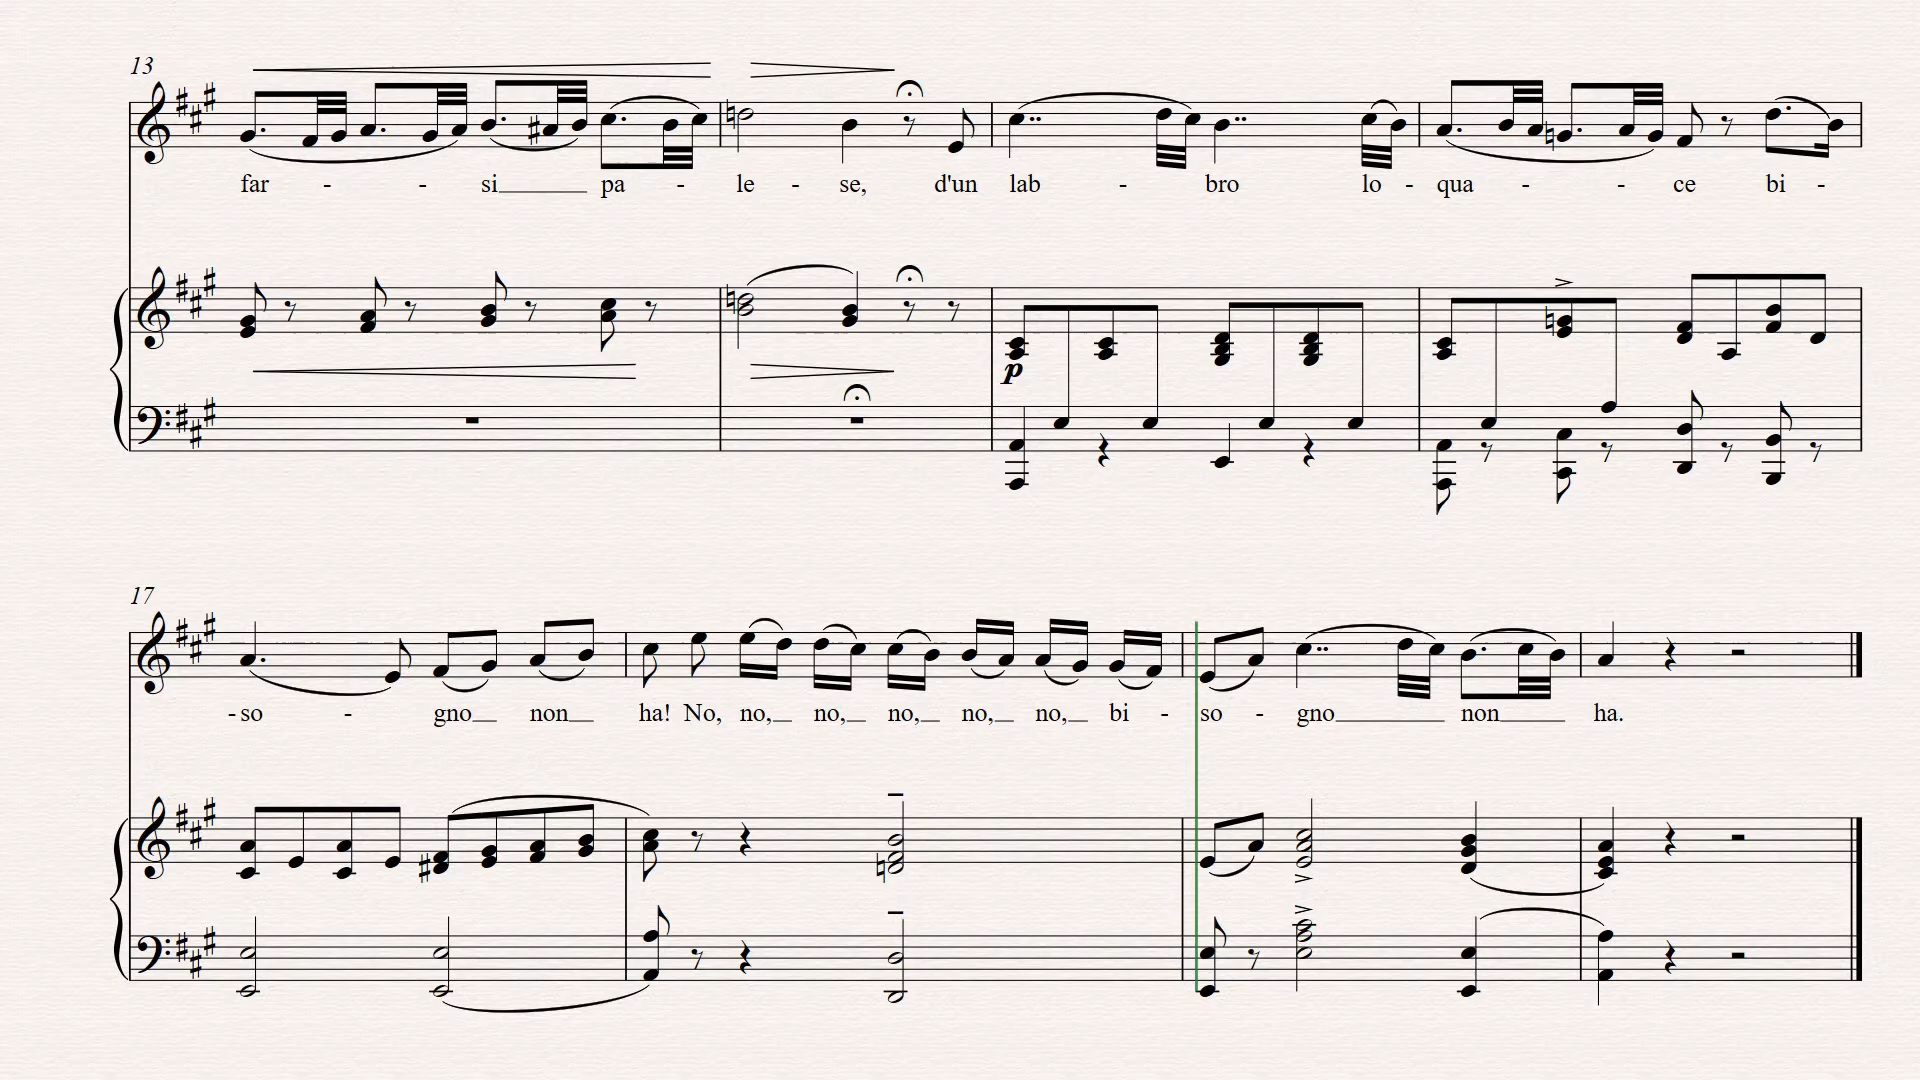 13
far - - si pa - le - se, d'un lab - bro lo - qua - - ce bi -
p
17
- so - gno non ha! No, no, no, no, no, no, bi - so - gno non ha.